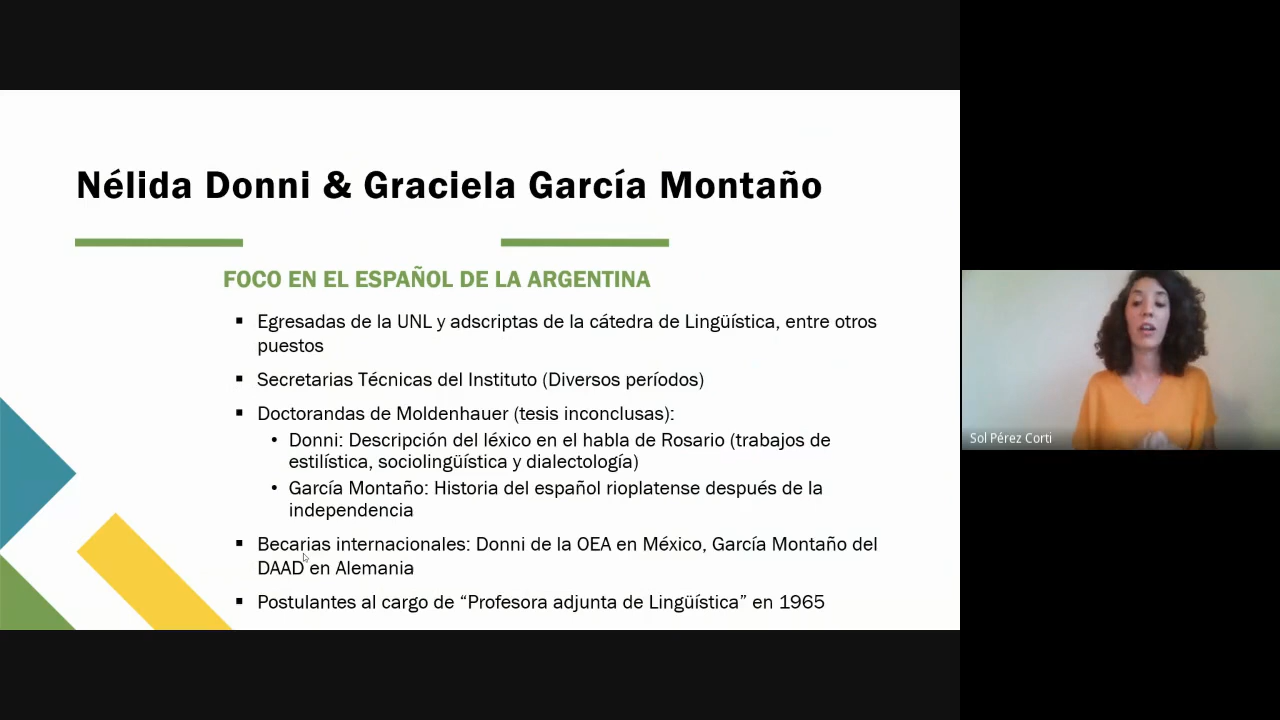 Nélida Donni & Graciela García Montaño
FOCO EN EL ESPAÑOL DE LA ARGENTINA
▪ Egresadas de la UNL y adscriptas de la cátedra de Lingüística, entre otros
puestos
▪ Secretarias Técnicas del Instituto (Diversos períodos)
▪ Doctorandas de Moldenhauer (tesis inconclusas):
• Donni: Descripción del léxico en el habla de Rosario (trabajos de
estilística, sociolingüística y dialectología)
• García Montaño: Historia del español rioplatense después de la
independencia
▪ Becarias internacionales: Donni de la OEA en México, García Montaño del
DAAD en Alemania
▪ Postulantes al cargo de “Profesora adjunta de Lingüística” en 1965
Sol Pérez Corti